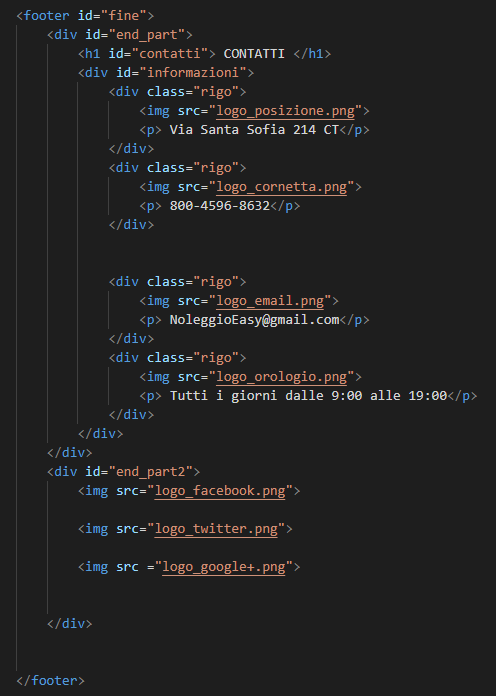 <footer id="fine">
<div id="end_part">
<h1 id="contatti"> CONTATTI </h1>
<div id="informazioni">
<div class="rigo">
<img src="logo_posizione.png">
<p> Via Santa Sofia 214 CT</p>
</div>
<div class="rigo">
<img src="logo_cornetta.png">
<p> 800-4596-8632</p>
</div>
<div class="rigo">
<img src="logo_email.png">
<p> NoleggioEasy@gmail.com</p>
</div>
<div class="rigo">
<img src="logo_orologio.png">
<p> Tutti i giorni dalle 9:00 alle 19:00</p>
</div>
</div>
</div>
<div id="end_part2">
<img src="logo_facebook.png">
<img src="logo_twitter.png">
<img src ="logo_google+.png">
</div>
</footer>